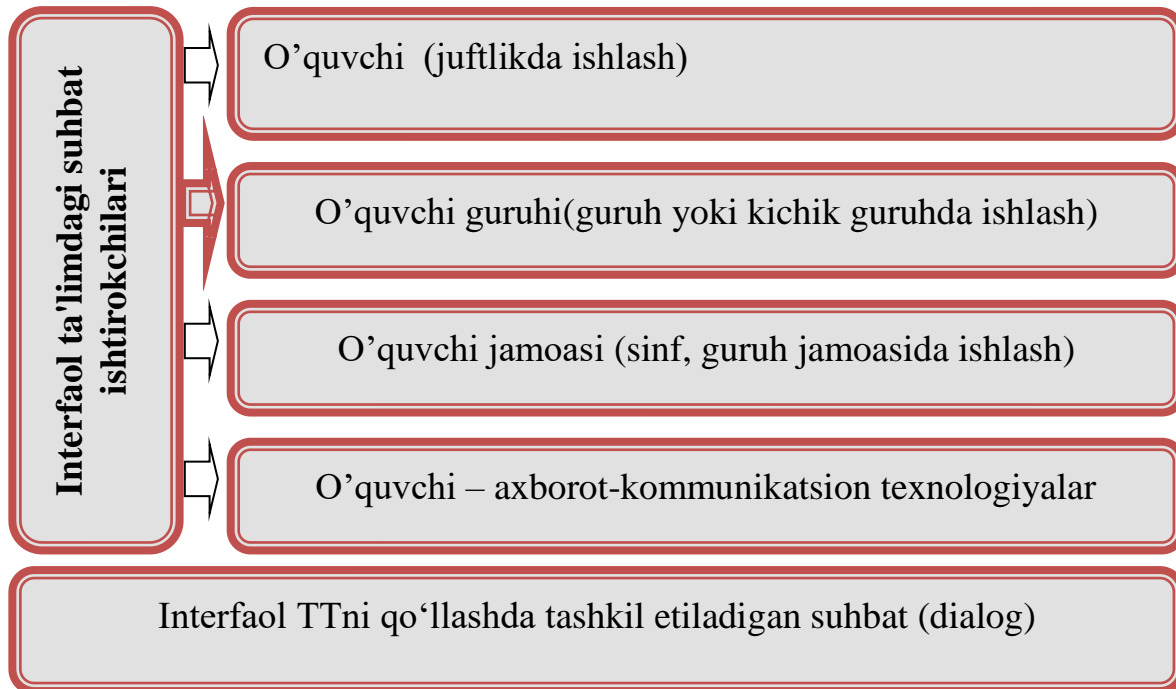 Interfaol ta'limdagi suhbat
ishtirokchilari
O’quvchi (juftlikda ishlash)
O’quvchi guruhi(guruh yoki kichik guruhda ishlash)
O’quvchi jamoasi (sinf, guruh jamoasida ishlash)
O’quvchi – axborot-kommunikatsion texnologiyalar
Interfaol TTni qo‘llashda tashkil etiladigan suhbat (dialog)